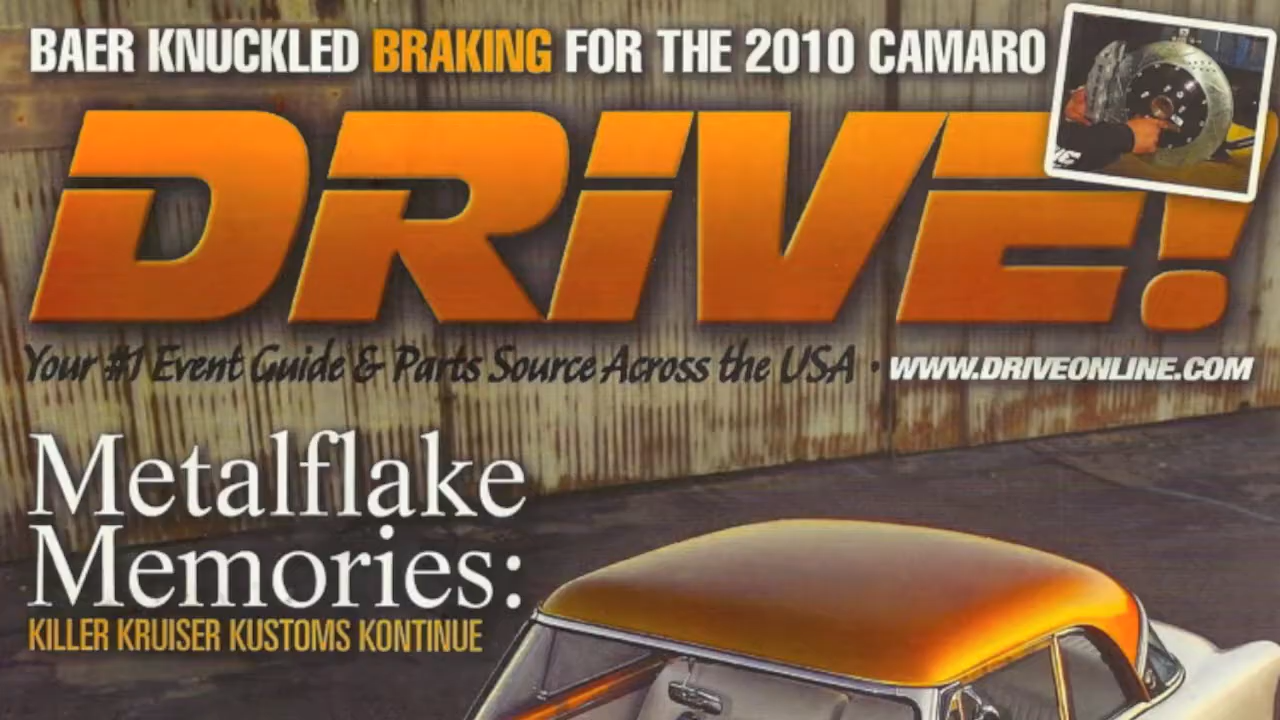 BAER KNUCKLED BRAKING FOR THE 2010 CAMARO
DRiVE!
Your #1 Event Guide & Parts Source Across the USA • WWW.DRIVEONLINE.COM
Metalflake
Memories:
KILLER KRUISER KUSTOMS KONTINUE